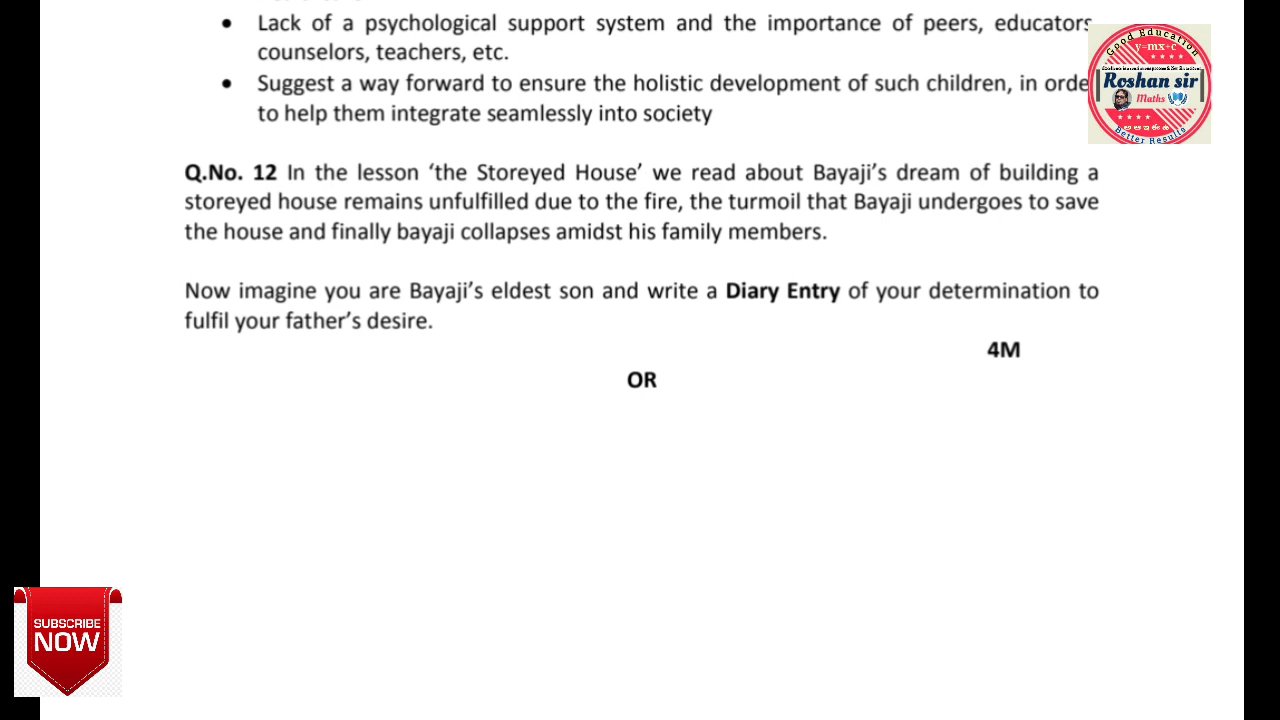 • Lack of a psychological support system and the importance of peers, educators
counselors, teachers, etc.
• Suggest a way forward to ensure the holistic development of such children, in orde
to help them integrate seamlessly into society
Good Education
y=mx+c
Roshan sir
Maths
Better Results
Q.No. 12 In the lesson ‘the Storeyed House’ we read about Bayaji’s dream of building a
storeyed house remains unfulfilled due to the fire, the turmoil that Bayaji undergoes to save
the house and finally bayaji collapses amidst his family members.
Now imagine you are Bayaji’s eldest son and write a Diary Entry of your determination to
fulfil your father’s desire.
4M
OR
SUBSCRIBE
NOW